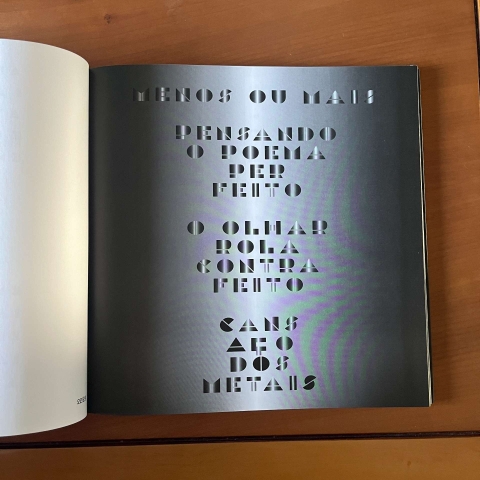 MENOS OU MAIS
PENSANDO
O POEMA
PER
FEITO
O OLHAR
ROLA
CONTRA
FEITO
CANS
AÇO
DOS
METAIS